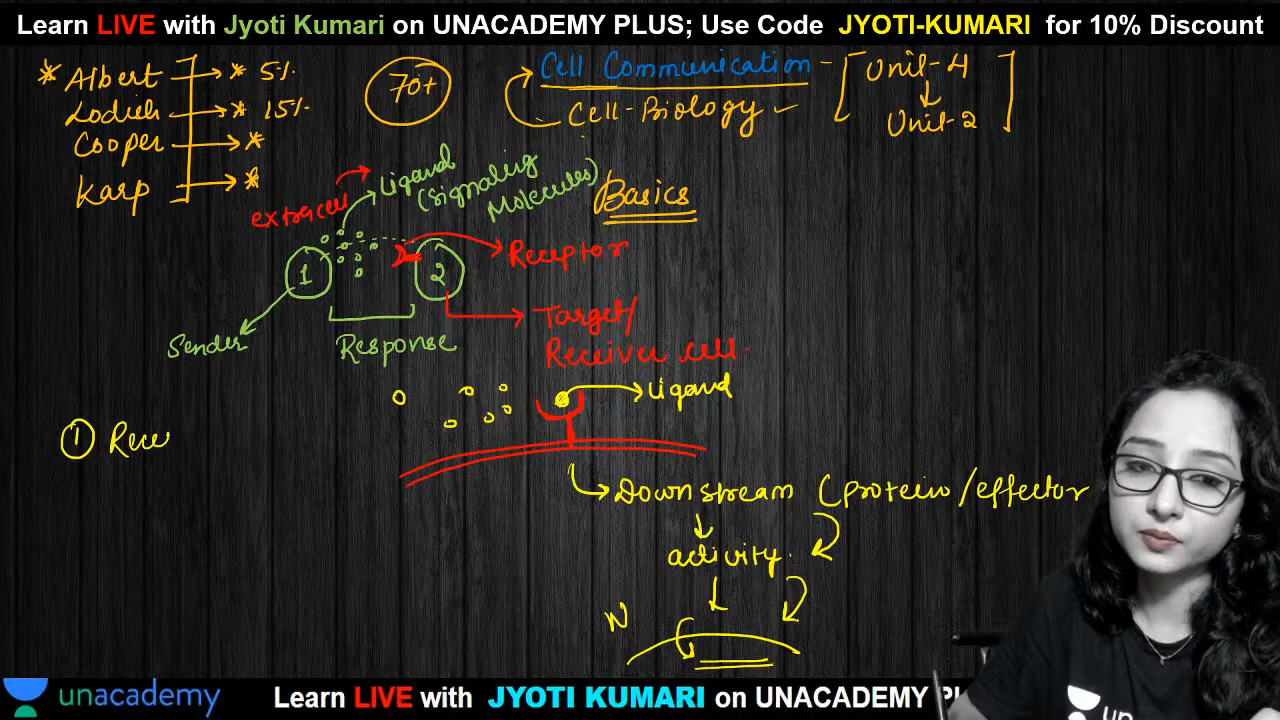 Learn LIVE with Jyoti Kumari on UNACADEMY PLUS; Use Code JYOTI-KUMARI for 10% Discount
* Albert → * 5%
Lodish → * 15%
Cooper → *
Karp → *
70+
Cell Communication - [Unit-4
Cell-Biology
Unit-2]
Basics
extracell
Ligand
(signaling
Molecules)
1
2
Receptor
Sender
Response
Target/
Receiver cell
Ligand
① Rece
Downstream (protein/effector
activity
N
unacademy
Learn LIVE with JYOTI KUMARI on UNACADEMY PL
una